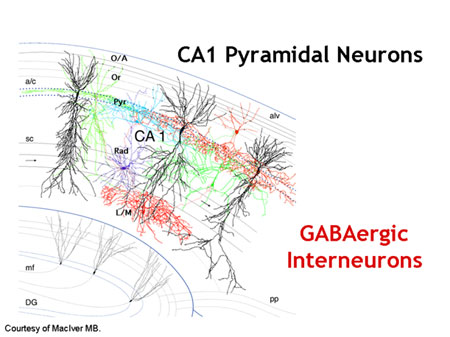 CA1 Pyramidal Neurons
O/A
a/c
Or
Pyr
alv
sc
CA 1
Rad
L/M
GABAergic
Interneurons
mf
DG
pp
Courtesy of MacIver MB.